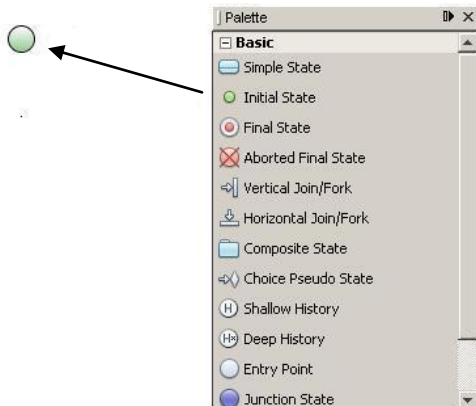 Palette
Basic
Simple State
Initial State
Final State
Aborted Final State
Vertical Join/Fork
Horizontal Join/Fork
Composite State
Choice Pseudo State
H Shallow History
H* Deep History
Entry Point
Junction State